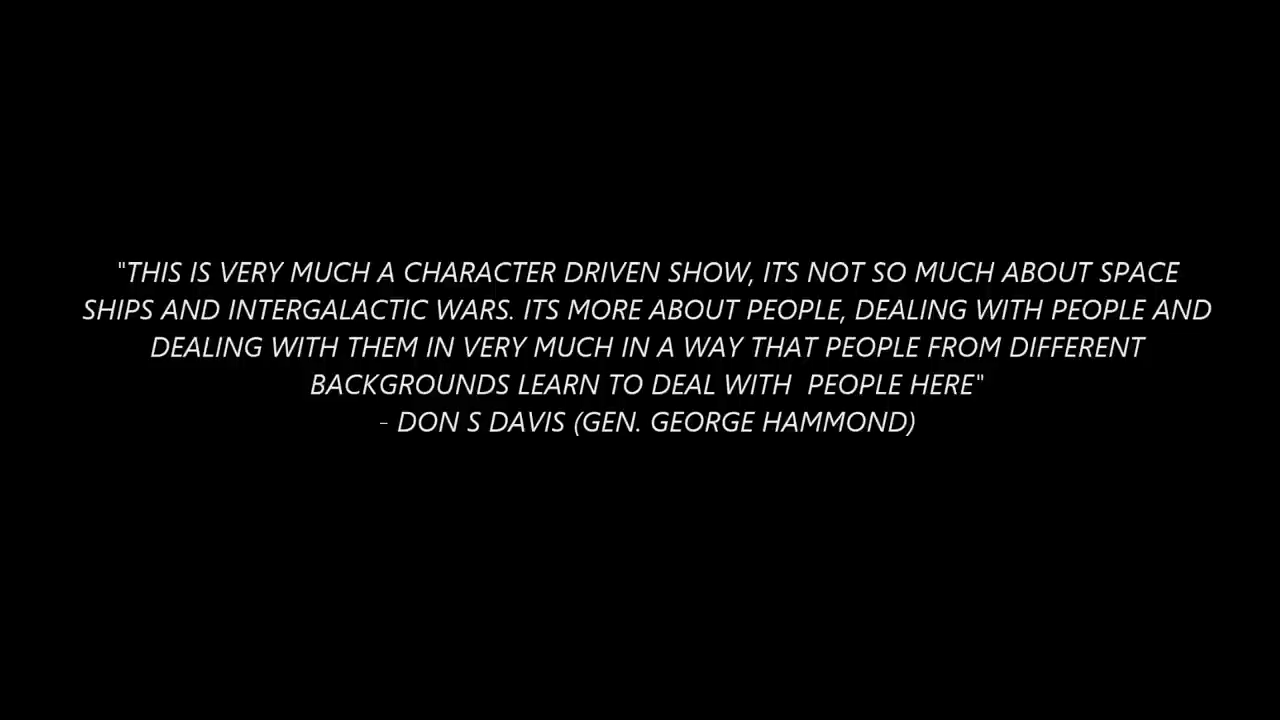 "THIS IS VERY MUCH A CHARACTER DRIVEN SHOW, ITS NOT SO MUCH ABOUT SPACE
SHIPS AND INTERGALACTIC WARS. ITS MORE ABOUT PEOPLE, DEALING WITH PEOPLE AND
DEALING WITH THEM IN VERY MUCH IN A WAY THAT PEOPLE FROM DIFFERENT
BACKGROUNDS LEARN TO DEAL WITH  PEOPLE HERE"
- DON S DAVIS (GEN. GEORGE HAMMOND)